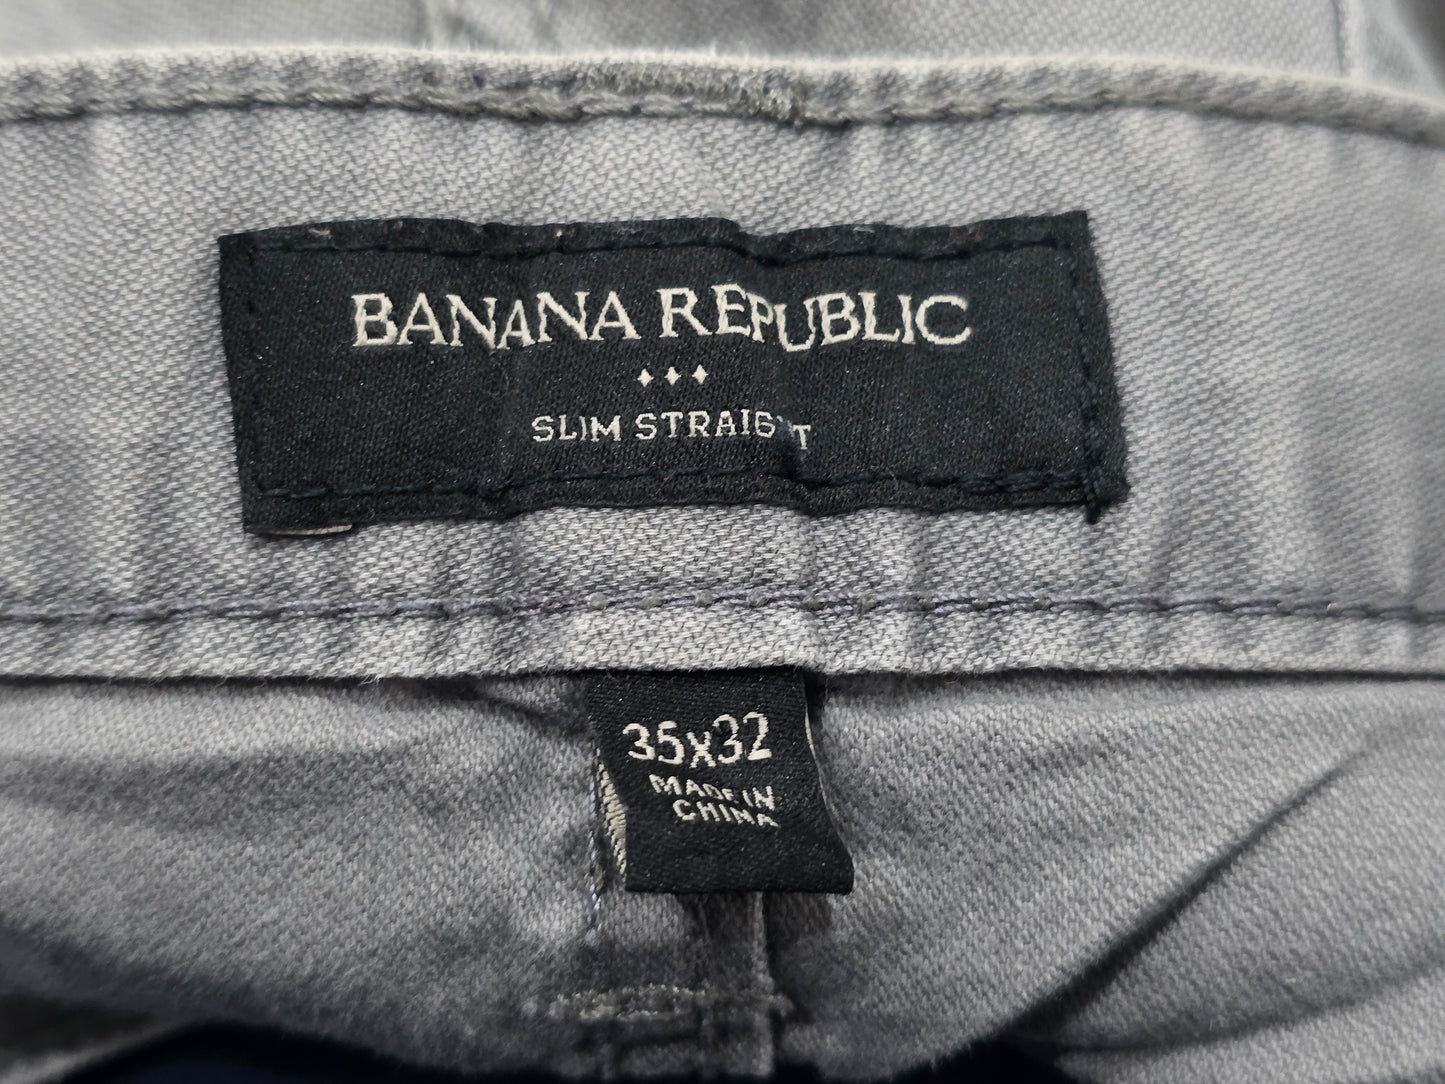 BANANA REPUBLIC
SLIM STRAIGHT
35x32
MADE IN
CHINA